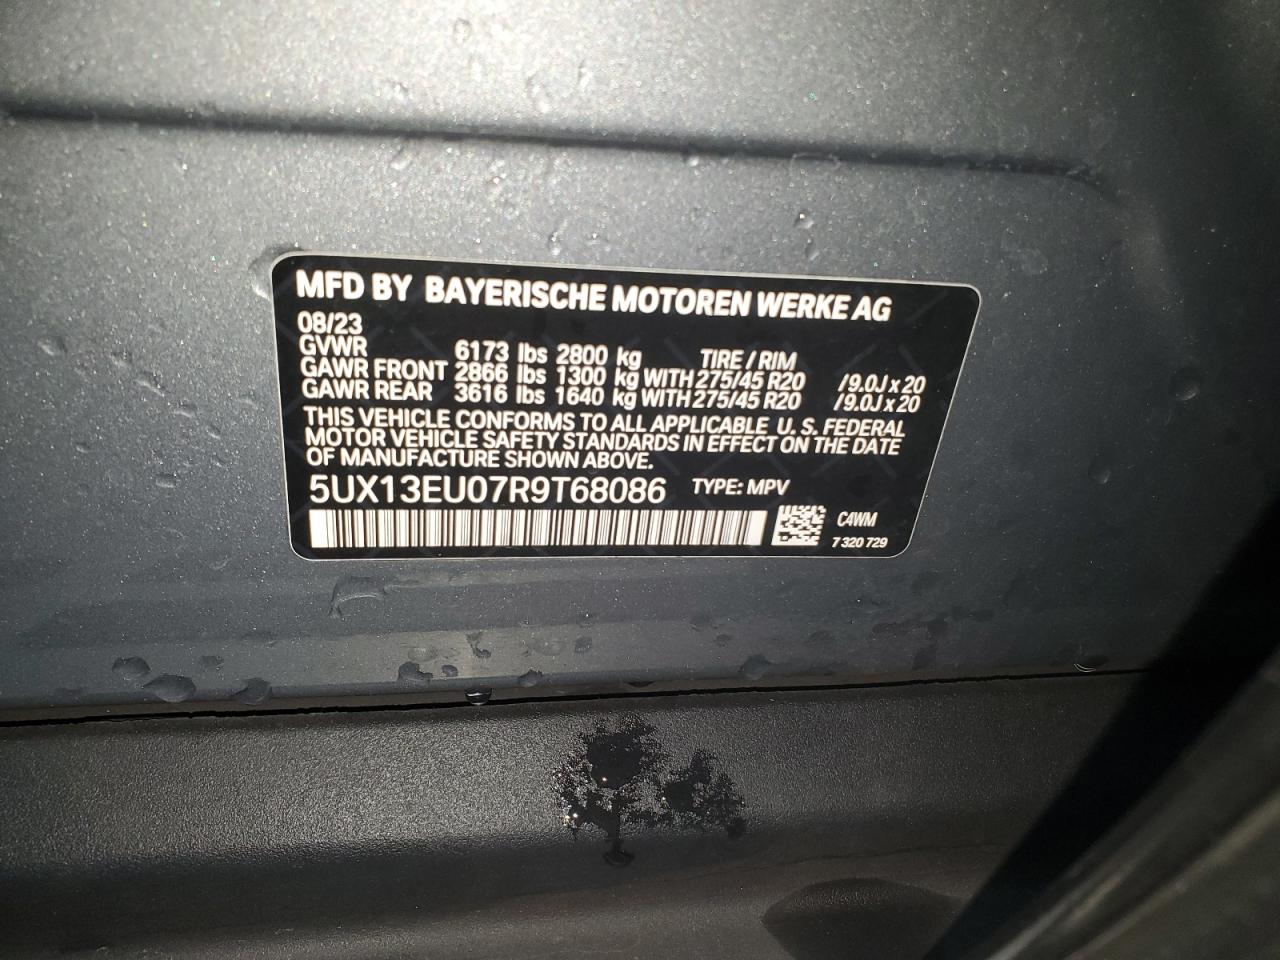 MFD BY BAYERISCHE MOTOREN WERKE AG
08/23
GVWR 6173 lbs 2800 kg TIRE / RIM
GAWR FRONT 2866 lbs 1300 kg WITH 275/45 R20 /9.0J x 20
GAWR REAR 3616 lbs 1640 kg WITH 275/45 R20 /9.0J x 20
THIS VEHICLE CONFORMS TO ALL APPLICABLE U. S. FEDERAL
MOTOR VEHICLE SAFETY STANDARDS IN EFFECT ON THE DATE
OF MANUFACTURE SHOWN ABOVE.
5UX13EU07R9T68086 TYPE: MPV
C4WM
7 320 729